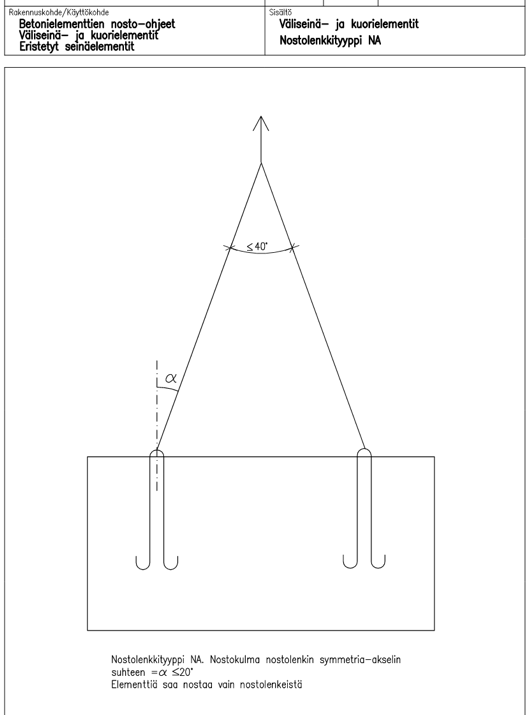 Rakennuskohde/Käyttökohde
Betonielementtien nosto-ohjeet
Väliseinä- ja kuorielementit
Eristetyt seinäelementit
Sisältö
Väliseinä- ja kuorielementit
Nostolenkkityyppi NA
≤40°
α
Nostolenkkityyppi NA. Nostokulma nostolenkin symmetria-akselin
suhteen =α ≤20°
Elementtiä saa nostaa vain nostolenkeistä